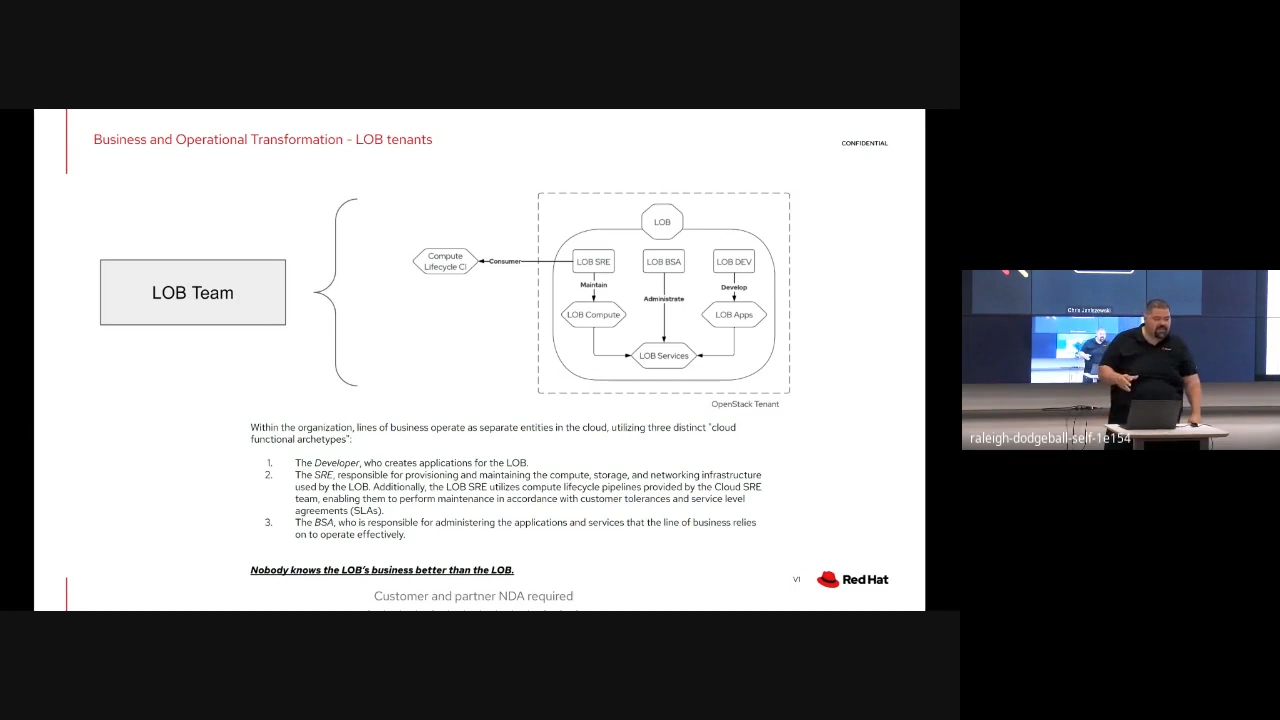 Business and Operational Transformation - LOB tenants
CONFIDENTIAL
LOB Team
LOB
Compute
Lifecycle CI
Consumer
LOB SRE
LOB BSA
LOB DEV
Maintain
Administrate
Develop
LOB Compute
LOB Apps
LOB Services
OpenStack Tenant
Within the organization, lines of business operate as separate entities in the cloud, utilizing three distinct "cloud
functional archetypes":
1. The Developer, who creates applications for the LOB.
2. The SRE, responsible for provisioning and maintaining the compute, storage, and networking infrastructure
used by the LOB. Additionally, the LOB SRE utilizes compute lifecycle pipelines provided by the Cloud SRE
team, enabling them to perform maintenance in accordance with customer tolerances and service level
agreements (SLAs).
3. The BSA, who is responsible for administering the applications and services that the line of business relies
on to operate effectively.
Nobody knows the LOB's business better than the LOB.
V1
Red Hat
Customer and partner NDA required
Chris Janiszewski
raleigh-dodgeball-self-1e154